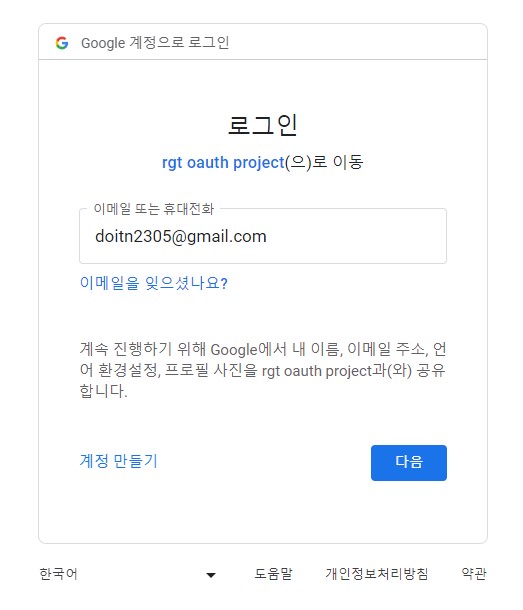 Google 계정으로 로그인
로그인
rgt oauth project(으)로 이동
이메일 또는 휴대전화
doitn2305@gmail.com
이메일을 잊으셨나요?
계속 진행하기 위해 Google에서 내 이름, 이메일 주소, 언
어 환경설정, 프로필 사진을 rgt oauth project과(와) 공유
합니다.
계정 만들기
다음
한국어
도움말
개인정보처리방침
약관